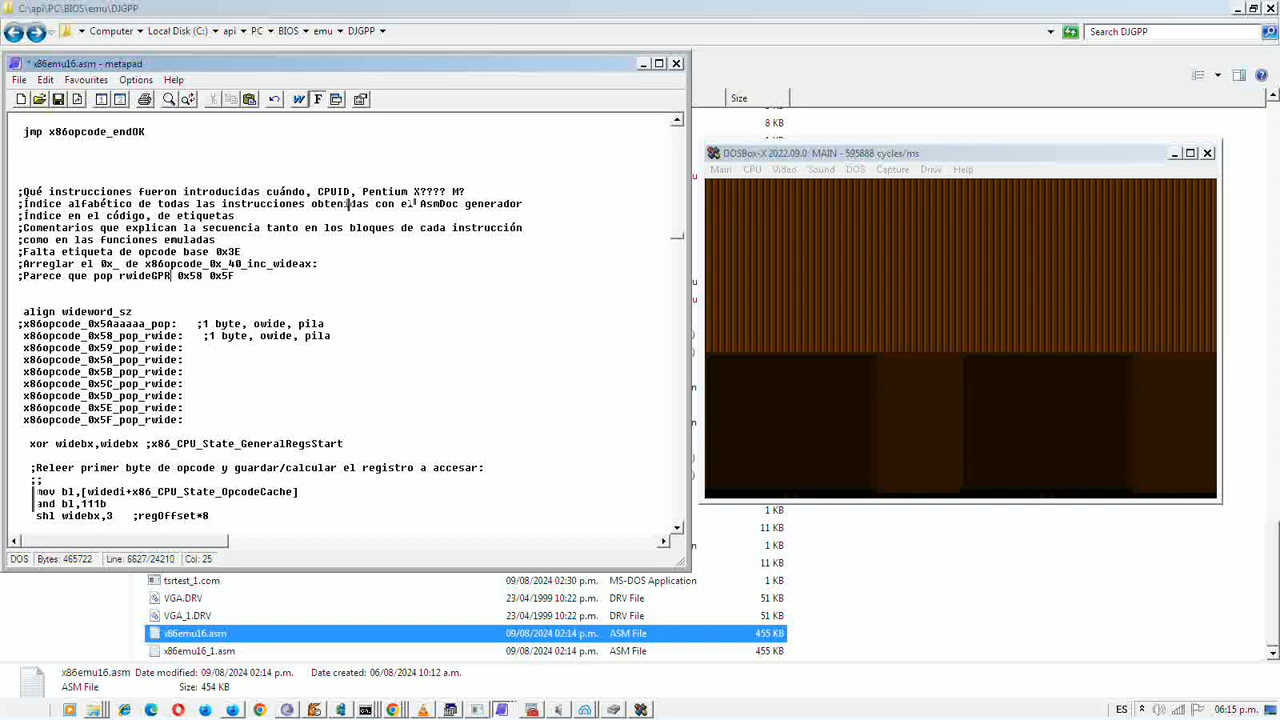 C:\api\PC\BIOS\emu\DJGPP
Computer Local Disk (C:) api PC BIOS emu DJGPP
Search DJGPP
* x86emu16.asm - metapad
File Edit Favourites Options Help
Size
jmp x86opcode_endOK
8 KB
;Qué instrucciones fueron introducidas cuándo, CPUID, Pentium X???? M?
;Índice alfabético de todas las instrucciones obtenidas con el AsmDoc generador
;Índice en el código, de etiquetas
;Comentarios que explican la secuencia tanto en los bloques de cada instrucción
;como en las funciones emuladas
;Falta etiqueta de opcode base 0x3E
;Arreglar el 0x_ de x86opcode_0x_40_inc_wideax:
;Parece que pop rwideGPR 0x58 0x5F
align wideword_sz
;x86opcode_0x5Aaaaaa_pop: ;1 byte, owide, pila
x86opcode_0x58_pop_rwide: ;1 byte, owide, pila
x86opcode_0x59_pop_rwide:
x86opcode_0x5A_pop_rwide:
x86opcode_0x5B_pop_rwide:
x86opcode_0x5C_pop_rwide:
x86opcode_0x5D_pop_rwide:
x86opcode_0x5E_pop_rwide:
x86opcode_0x5F_pop_rwide:
xor widebx,widebx ;x86_CPU_State_GeneralRegsStart
;Releer primer byte de opcode y guardar/calcular el registro a accesar:
;;
mov bl,[widedi+x86_CPU_State_OpcodeCache]
and bl,111b
shl widebx,3 ;regOffset*8
DOS Bytes: 465722 Line: 6627/24210 Col: 25
DOSBox-X 2022.09.0: MAIN - 595888 cycles/ms
Main CPU Video Sound DOS Capture Drive Help
1 KB
11 KB
1 KB
11 KB
tsrtest_1.com 09/08/2024 02:30 p.m. MS-DOS Application 1 KB
VGA.DRV 23/04/1999 10:22 p.m. DRV File 51 KB
VGA_1.DRV 23/04/1999 10:22 p.m. DRV File 51 KB
x86emu16.asm 09/08/2024 02:14 p.m. ASM File 455 KB
x86emu16_1.asm 09/08/2024 02:14 p.m. ASM File 455 KB
x86emu16.asm Date modified: 09/08/2024 02:14 p.m. Date created: 06/08/2024 10:12 a.m.
ASM File Size: 454 KB
ES 06:15 p.m.